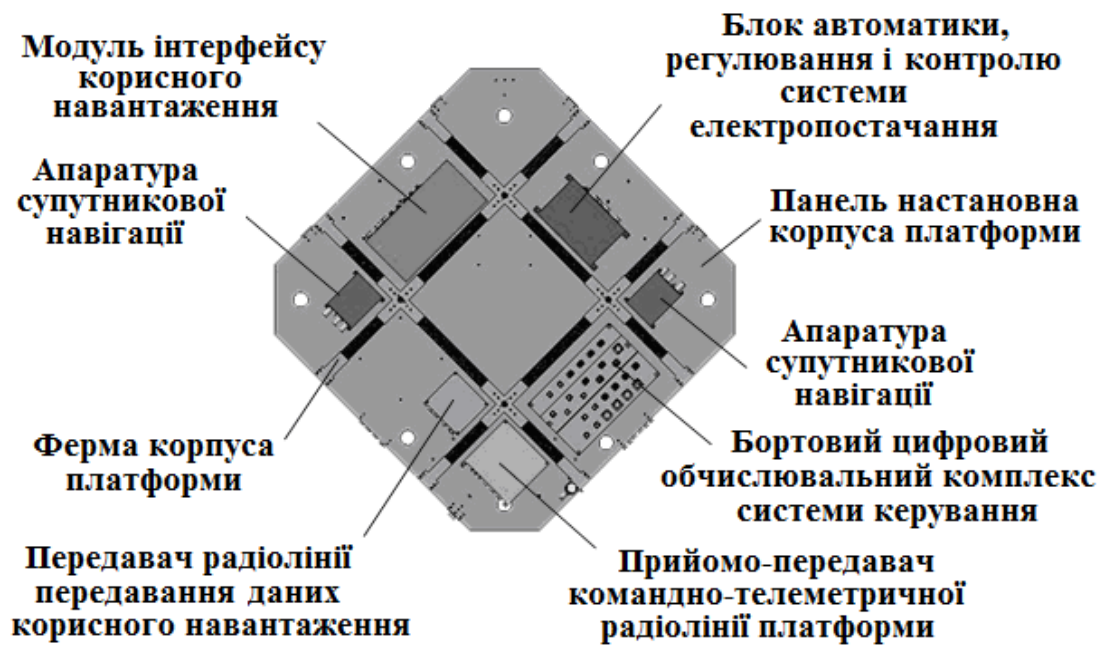 Модуль інтерфейсу
корисного
навантаження
Блок автоматики,
регулювання і контролю
системи
електропостачання
Апаратура
супутникової
навігації
Панель настановна
корпуса платформи
Апаратура
супутникової
навігації
Ферма корпуса
платформи
Бортовий цифровий
обчислювальний комплекс
системи керування
Передавач радіолінії
передавання даних
корисного навантаження
Прийомо-передавач
командно-телеметричної
радіолінії платформи